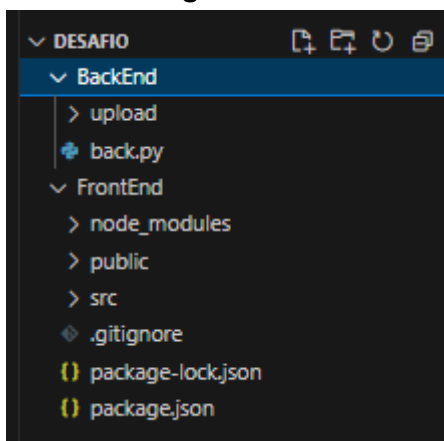 DESAFIO
BackEnd
upload
back.py
FrontEnd
node_modules
public
src
.gitignore
package-lock.json
package.json